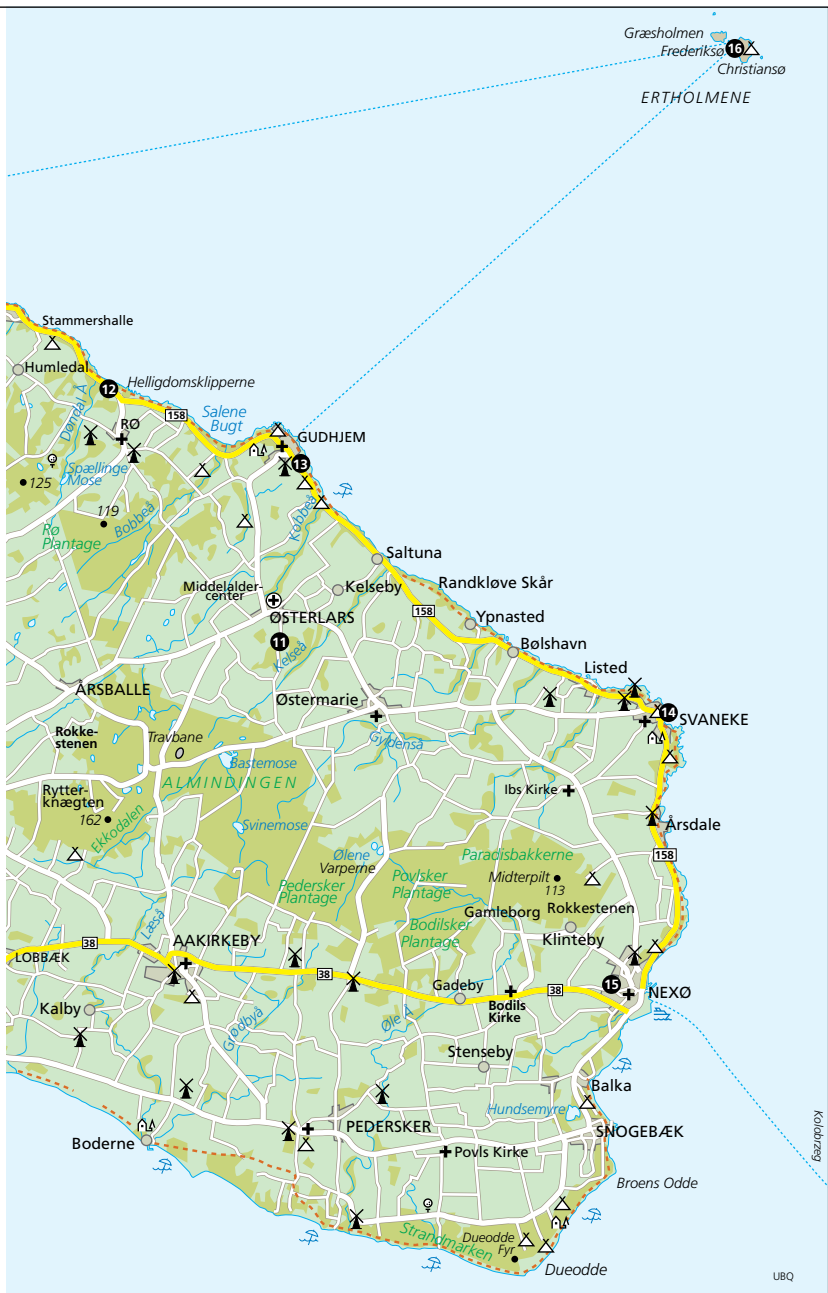 Græsholmen
Frederiksø
16
Christiansø
ERTHOLMENE
Stammershalle
Humledal
12
Helligdomsklipperne
Døndal Å
158
Salene
Bugt
RØ
GUDHJEM
13
Spællinge
Mose
125
119
Bobbeå
Kobbeå
Rø
Plantage
Saltuna
Middelalder-
center
Kelseby
Randkløve Skår
ØSTERLARS
158
Ypnasted
11
Kelseå
Bølshavn
Listed
ÅRSBALLE
Østermarie
14
SVANEKE
Rokke-
stenen
Travbane
Gyldenså
Bastemose
ALMINDINGEN
Rytter-
knægten
162
Ekkodalen
Ibs Kirke
Svinemose
Årsdale
Ølene
Varperne
Paradisbakkerne
158
Pedersker
Plantage
Povlsker
Plantage
Midterpilt
113
Bodilsker
Plantage
Gamleborg
Rokkestenen
Læså
Klinteby
38
AAKIRKEBY
LOBBÆK
38
Gadeby
Bodils
Kirke
38
15
NEXØ
Kalby
Grødbyå
Øle Å
Stenseby
Balka
Hundsemyre
PEDERSKER
SNOGEBÆK
Boderne
Povls Kirke
Kolobrzeg
Broens Odde
Strandmarken
Dueodde
Fyr
Dueodde
UBQ